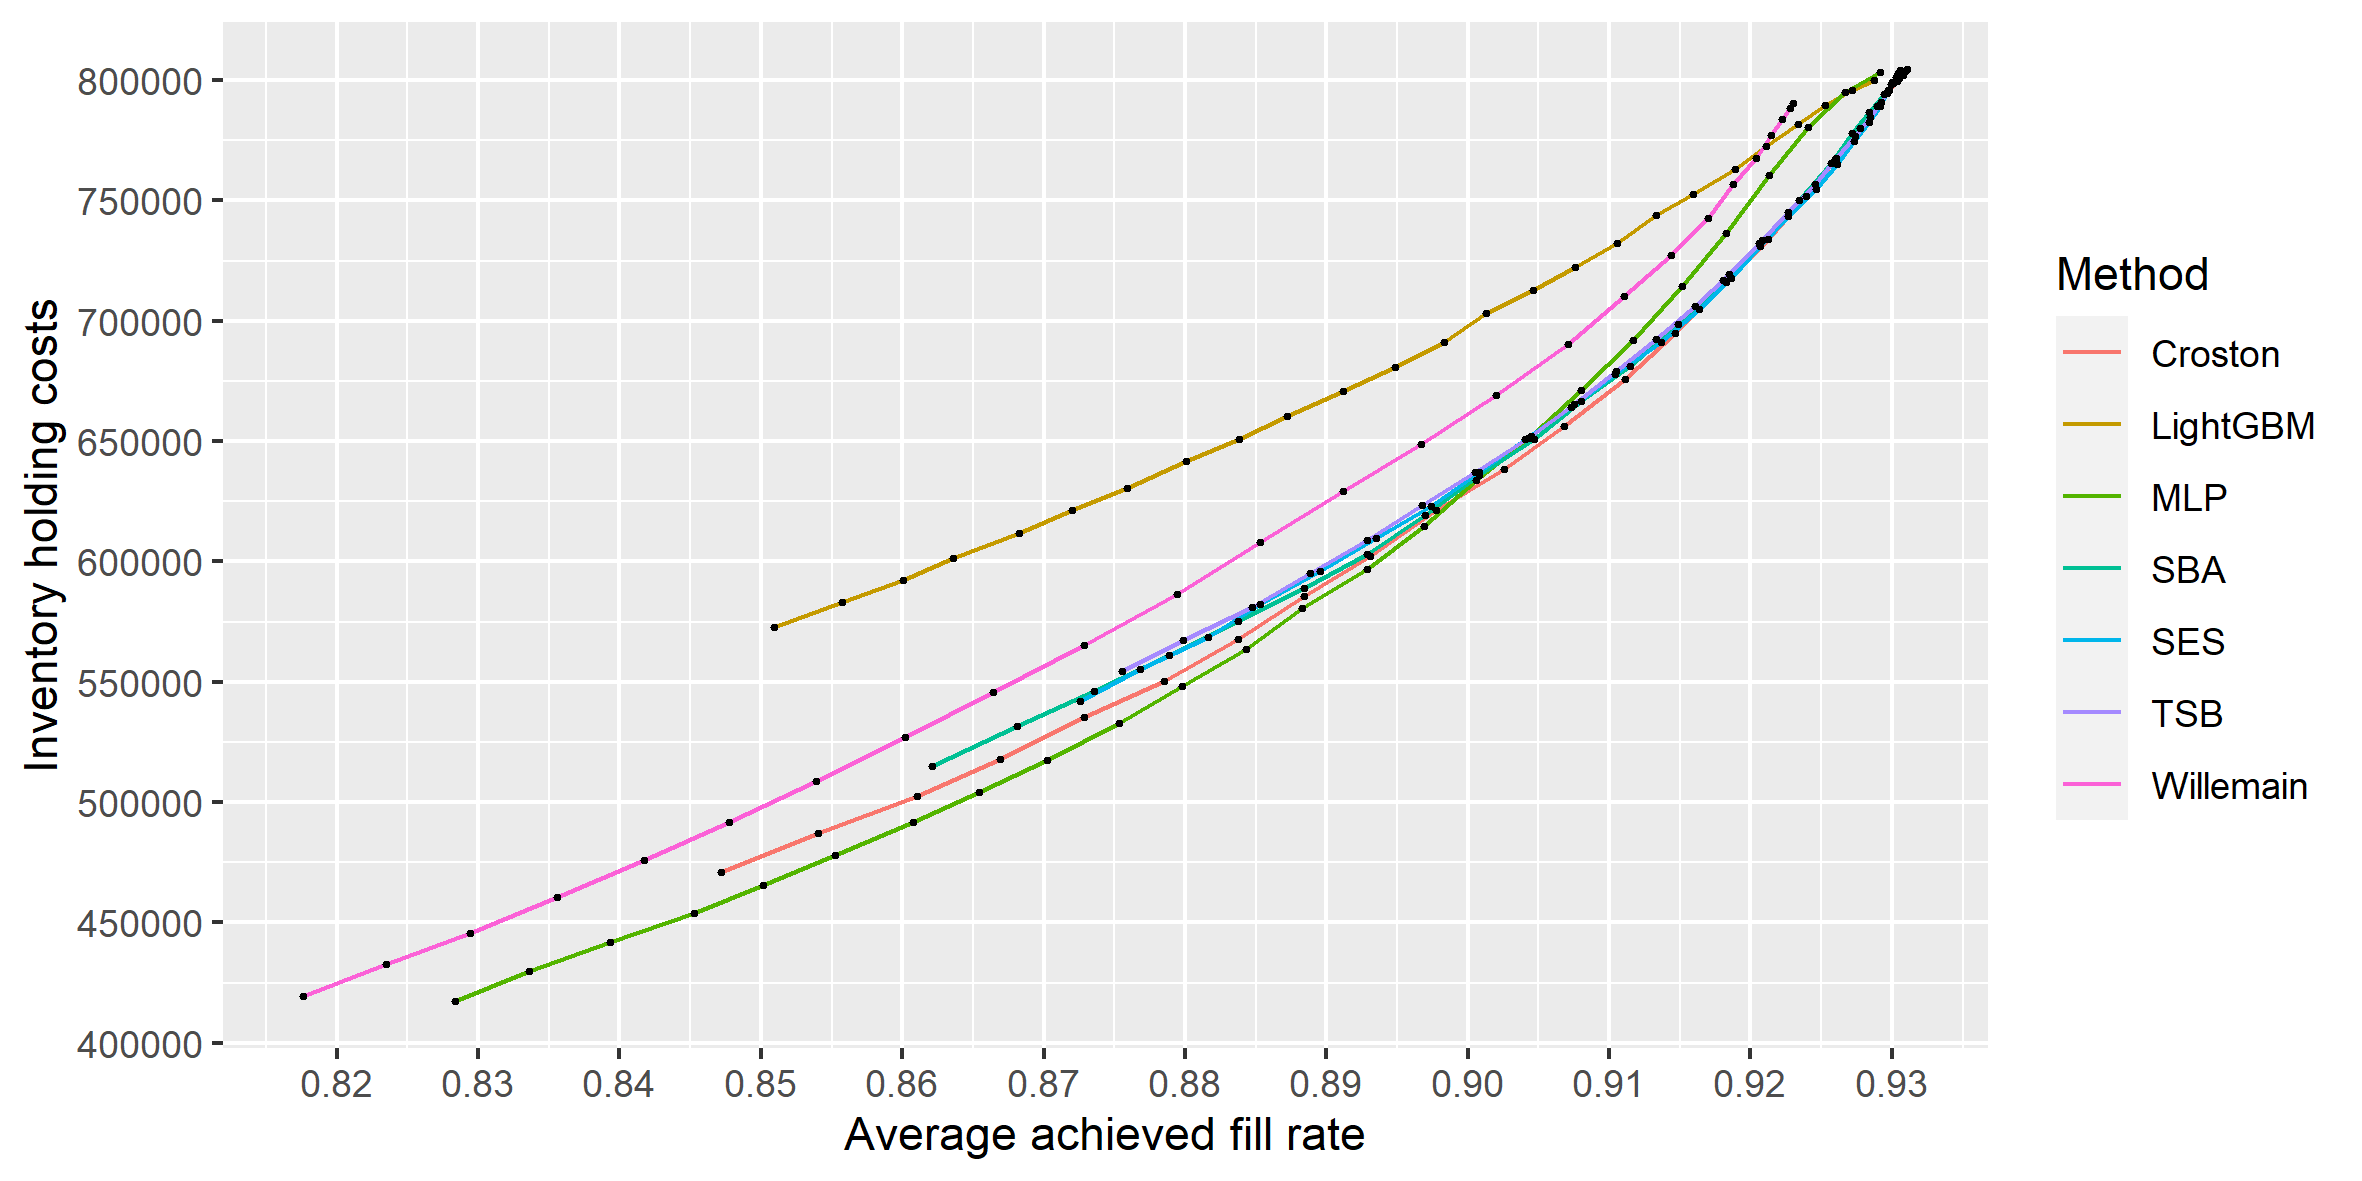 Inventory holding costs
800000
750000
700000
650000
600000
550000
500000
450000
400000
0.82 0.83 0.84 0.85 0.86 0.87 0.88 0.89 0.90 0.91 0.92 0.93
Average achieved fill rate
Method
Croston
LightGBM
MLP
SBA
SES
TSB
Willemain